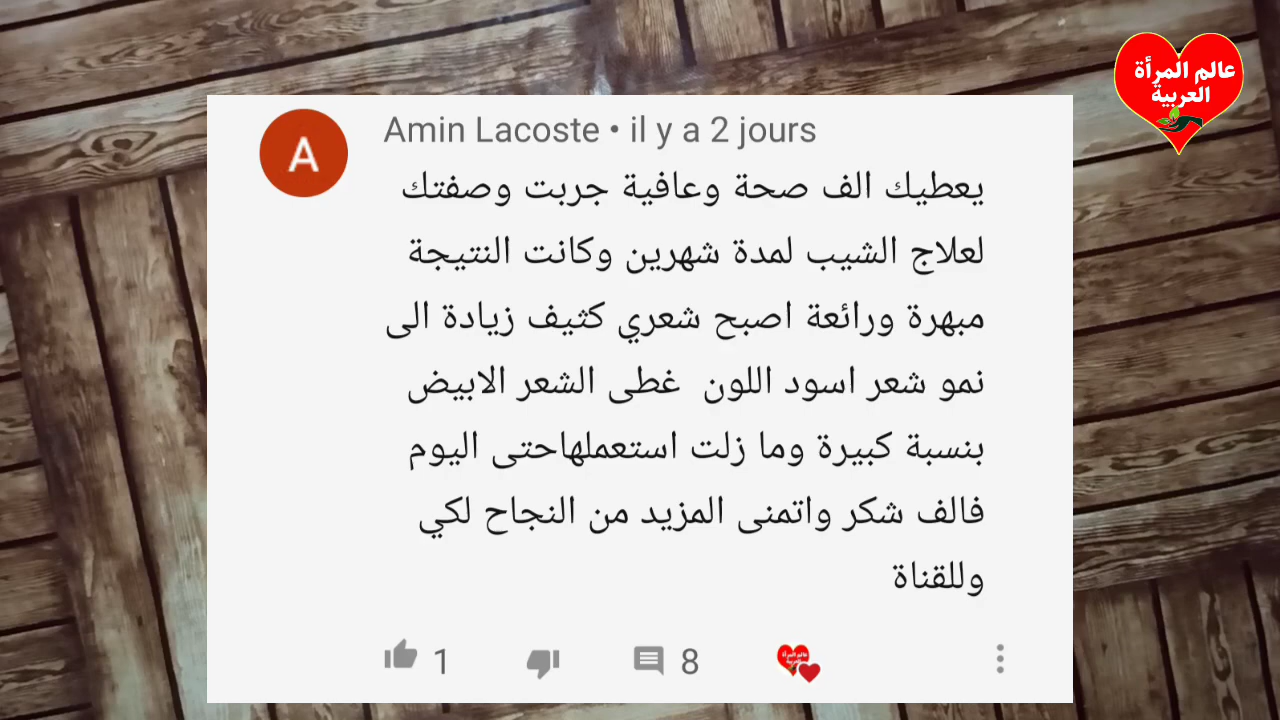 عالم المرأة
العربية
Amin Lacoste • il y a 2 jours
A
يعطيك الف صحة وعافية جربت وصفتك
لعلاج الشيب لمدة شهرين وكانت النتيجة
مبهرة ورائعة اصبح شعري كثيف زيادة الى
نمو شعر اسود اللون غطى الشعر الابيض
بنسبة كبيرة وما زلت استعملهاحتى اليوم
فالف شكر واتمنى المزيد من النجاح لكي
وللقناة
1
8